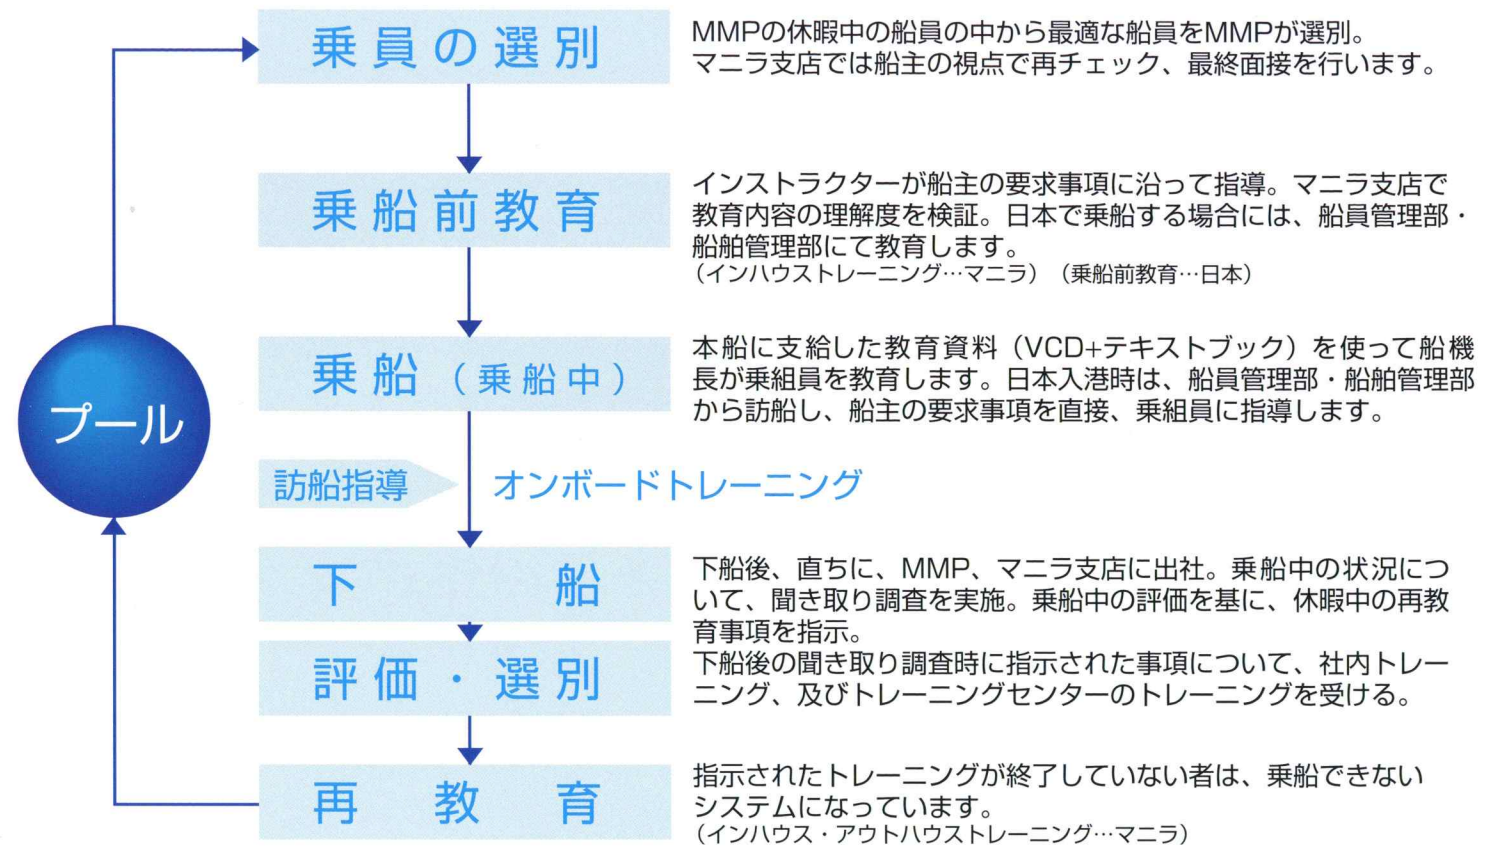 乗員の選別
MMPの休暇中の船員の中から最適な船員をMMPが選別。
マニラ支店では船主の視点で再チェック、最終面接を行います。
乗船前教育
インストラクターが船主の要求事項に沿って指導。マニラ支店で
教育内容の理解度を検証。日本で乗船する場合には、船員管理部・
船舶管理部にて教育します。
（インハウストレーニング…マニラ）（乗船前教育…日本）
乗船（乗船中）
本船に支給した教育資料（VCD+テキストブック）を使って船機
長が乗組員を教育します。日本入港時は、船員管理部・船舶管理部
から訪船し、船主の要求事項を直接、乗組員に指導します。
プール
訪船指導
オンボードトレーニング
下船
下船後、直ちに、MMP、マニラ支店に出社。乗船中の状況につ
いて、聞き取り調査を実施。乗船中の評価を基に、休暇中の再教
育事項を指示。
評価・選別
下船後の聞き取り調査時に指示された事項について、社内トレー
ニング、及びトレーニングセンターのトレーニングを受ける。
再教育
指示されたトレーニングが終了していない者は、乗船できない
システムになっています。
（インハウス・アウトハウストレーニング…マニラ）